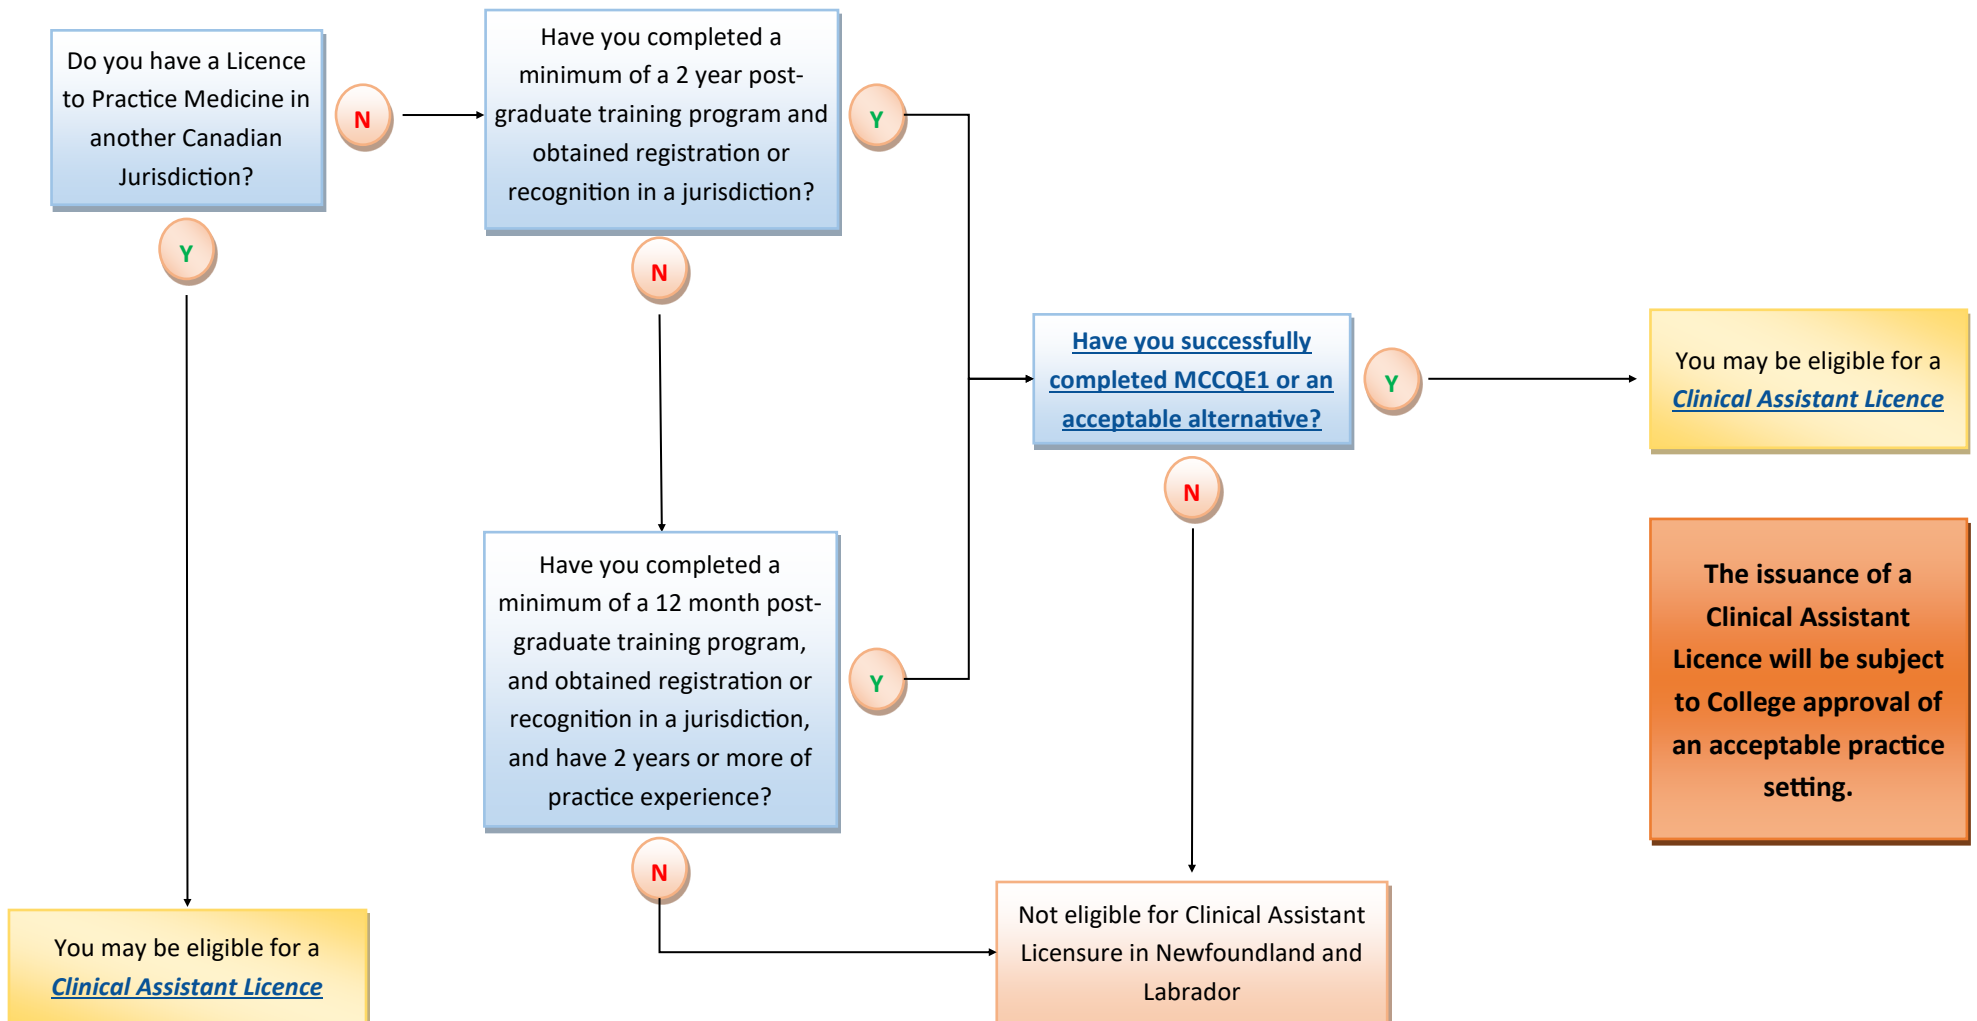 Do you have a Licence
to Practice Medicine in
another Canadian
Jurisdiction?
N
Y
Have you completed a
minimum of a 2 year post-
graduate training program and
obtained registration or
recognition in a jurisdiction?
Y
N
Have you successfully
completed MCCQE1 or an
acceptable alternative?
Y
N
You may be eligible for a
Clinical Assistant Licence
Have you completed a
minimum of a 12 month post-
graduate training program,
and obtained registration or
recognition in a jurisdiction,
and have 2 years or more of
practice experience?
Y
N
The issuance of a
Clinical Assistant
Licence will be subject
to College approval of
an acceptable practice
setting.
You may be eligible for a
Clinical Assistant Licence
Not eligible for Clinical Assistant
Licensure in Newfoundland and
Labrador